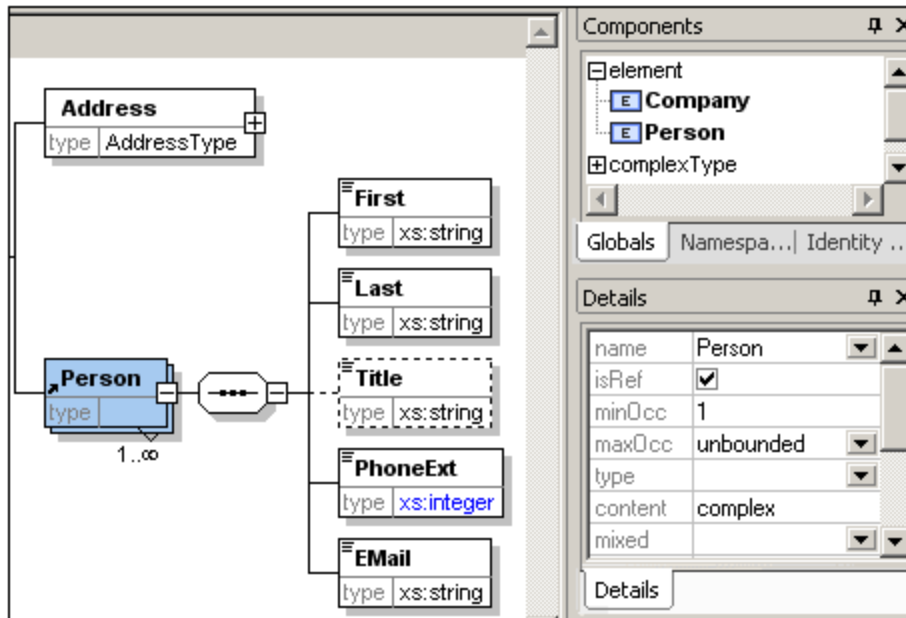 Address
type AddressType
First
type xs:string
Last
type xs:string
Person
type
1..∞
Title
type xs:string
PhoneExt
type xs:integer
EMail
type xs:string
Components
element
E Company
E Person
complexType
Globals Namespa... Identity ...
Details
name Person
isRef
minOcc 1
maxOcc unbounded
type
content complex
mixed
Details